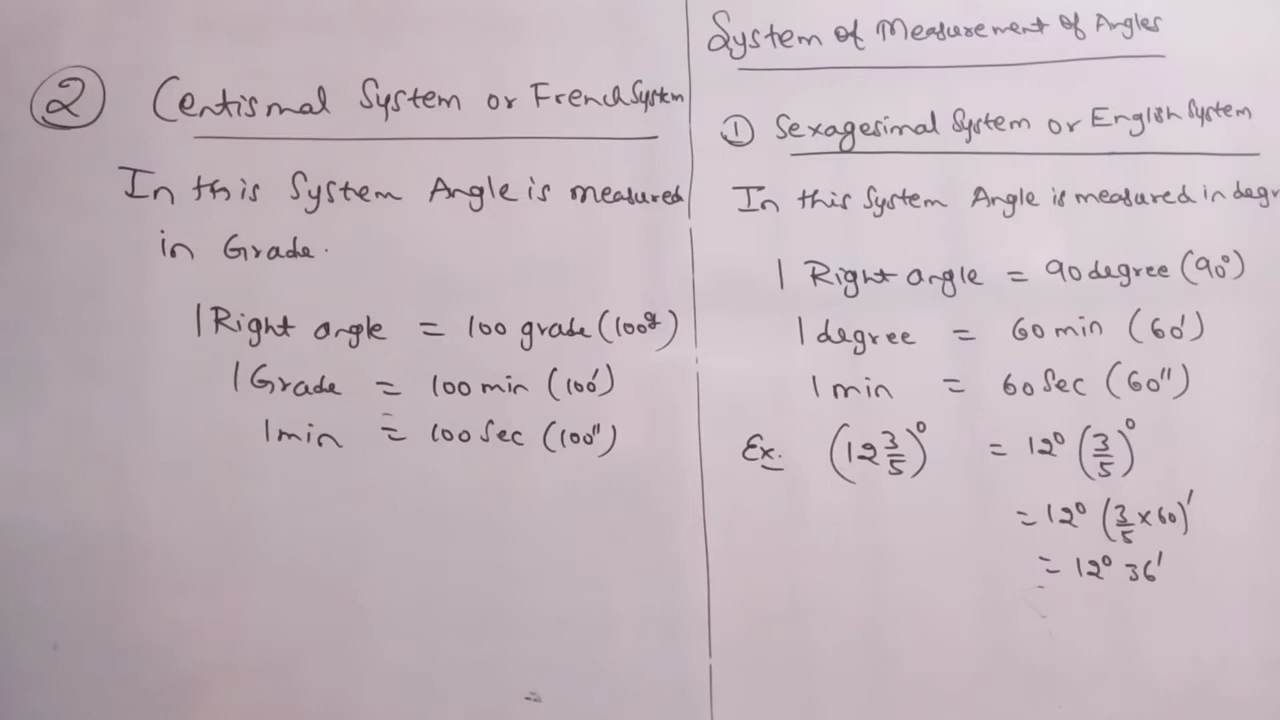 System of Measurement of Angles
① Sexagesimal System or English System
In this System Angle is measured in degr
1 Right angle = 90 degree (90°)
1 degree = 60 min (60')
1 min = 60 Sec (60")
Ex. (12 3/5)° = 12° (3/5)°
= 12° (3/5 × 60)'
= 12° 36'
② Centismal System or French System
In this System Angle is measured
in Grade.
1 Right angle = 100 grade (100g)
1 Grade = 100 min (100')
1 min = 100 Sec (100")